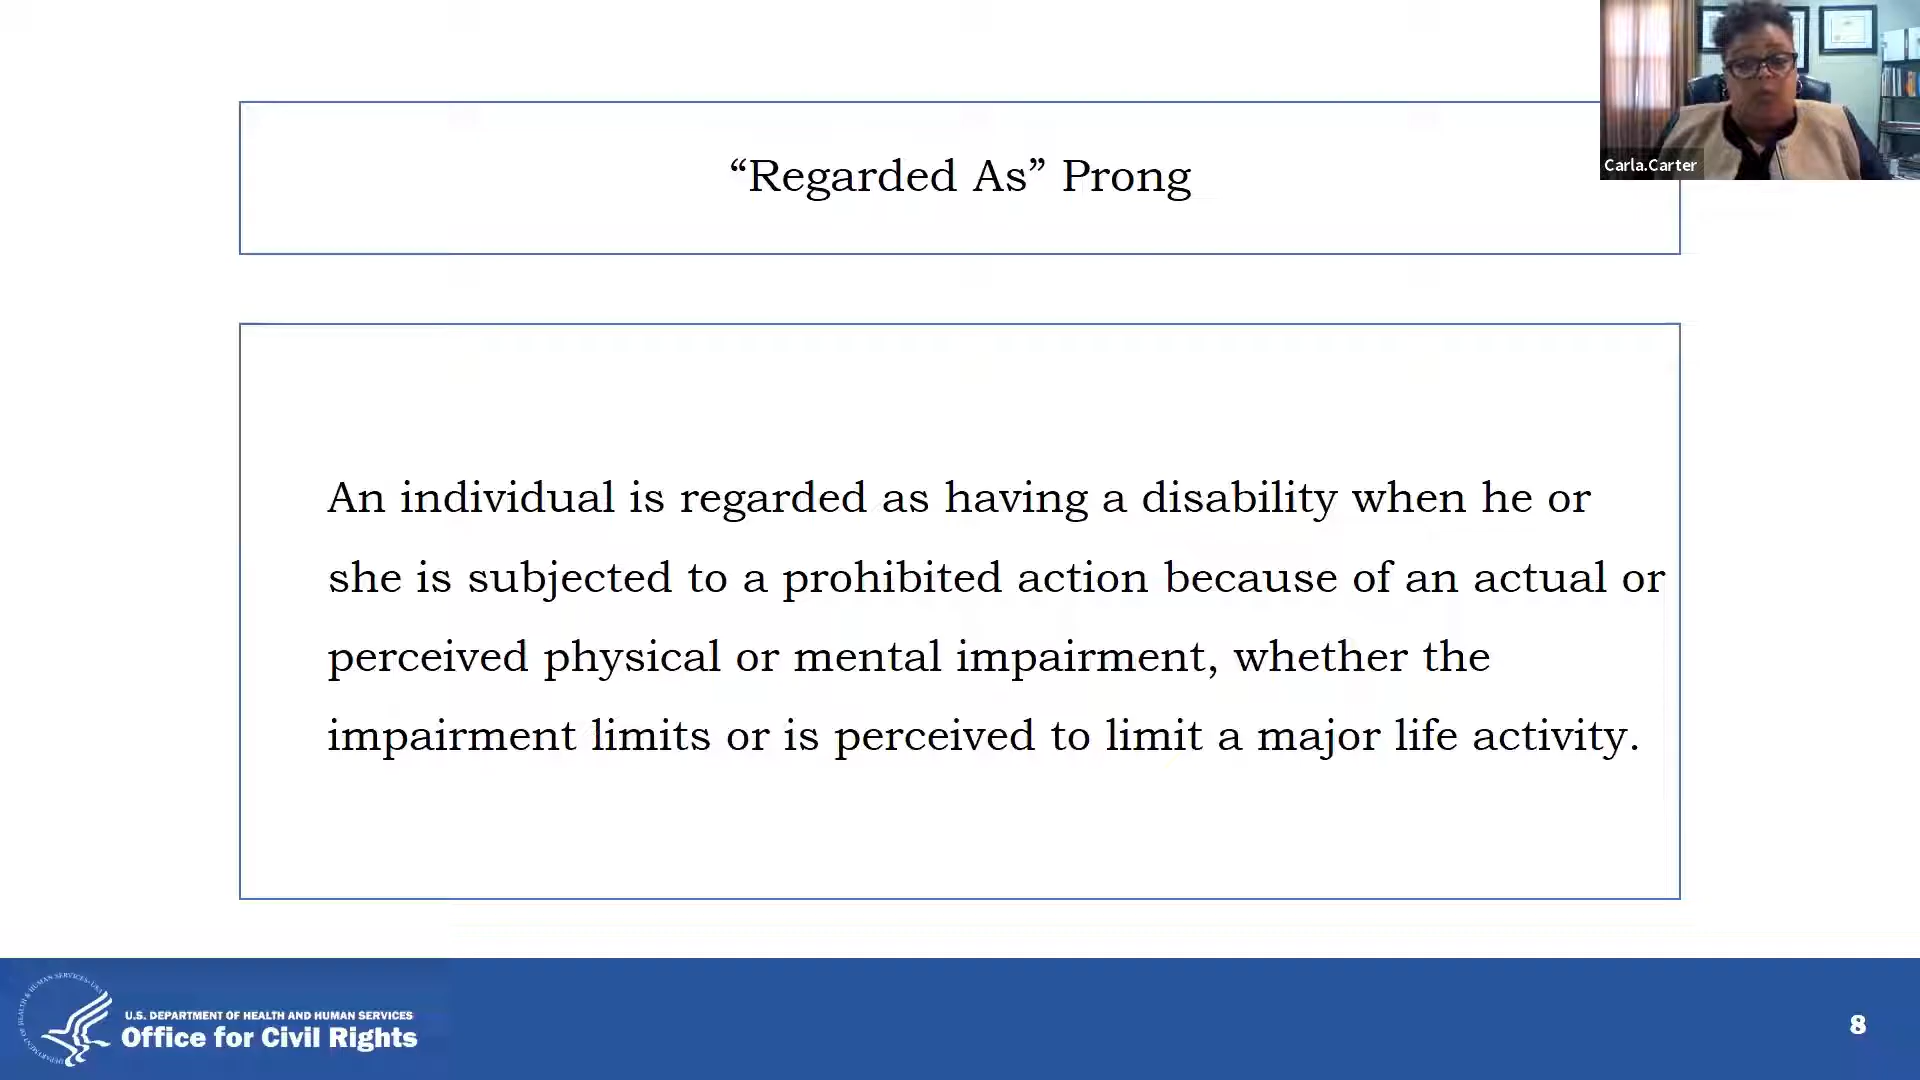 Carla.Carter
“Regarded As” Prong
An individual is regarded as having a disability when he or
she is subjected to a prohibited action because of an actual or
perceived physical or mental impairment, whether the
impairment limits or is perceived to limit a major life activity.
U.S. DEPARTMENT OF HEALTH AND HUMAN SERVICES
Office for Civil Rights
8